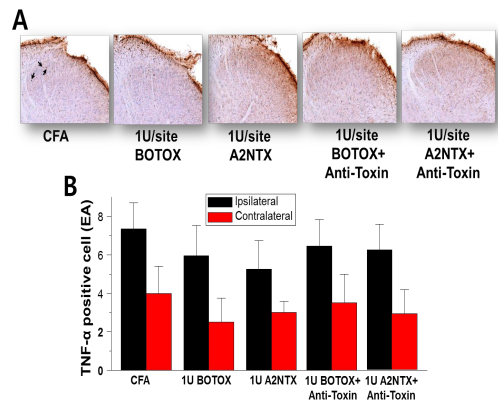 A
CFA
1U/site
BOTOX
1U/site
A2NTX
1U/site
BOTOX+
Anti-Toxin
1U/site
A2NTX+
Anti-Toxin
B
Ipsilateral
Contralateral
TNF-α positive cell (EA)
8
6
4
2
0
CFA
1U BOTOX
1U A2NTX
1U BOTOX+
Anti-Toxin
1U A2NTX+
Anti-Toxin